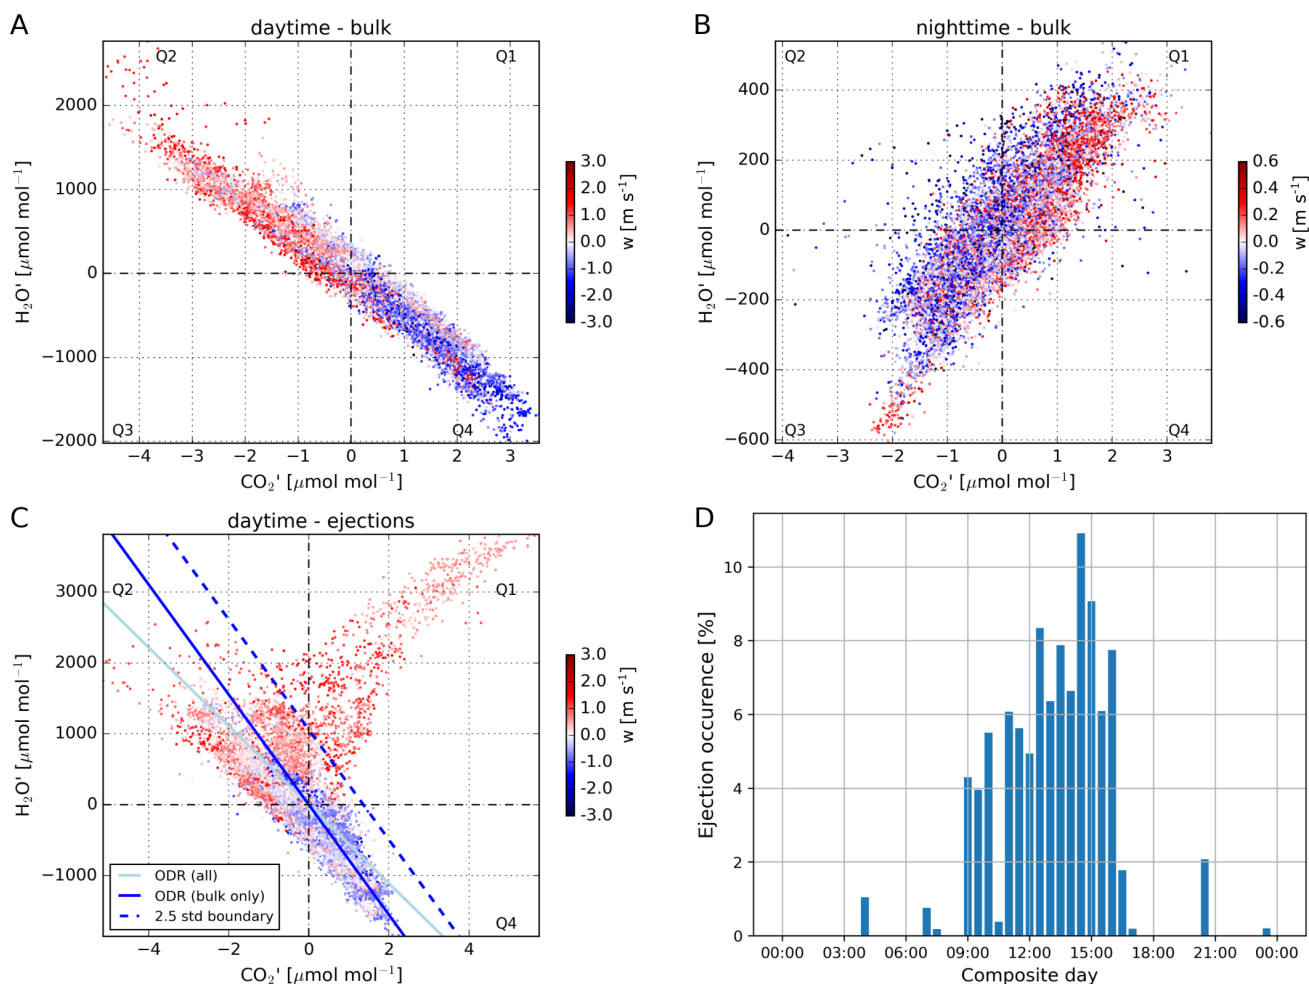 A
daytime - bulk
Q2
Q1
Q3
Q4
2000
1000
0
−1000
−2000
H₂O' [μmol mol⁻¹]
−4 −3 −2 −1 0 1 2 3
CO₂' [μmol mol⁻¹]
3.0
2.0
1.0
0.0
-1.0
-2.0
-3.0
w [m s⁻¹]
B
nighttime - bulk
Q2
Q1
Q3
Q4
400
200
0
−200
−400
−600
H₂O' [μmol mol⁻¹]
−4 −3 −2 −1 0 1 2 3
CO₂' [μmol mol⁻¹]
0.6
0.4
0.2
0.0
-0.2
-0.4
-0.6
w [m s⁻¹]
C
daytime - ejections
Q2
Q1
Q4
3000
2000
1000
0
−1000
H₂O' [μmol mol⁻¹]
ODR (all)
ODR (bulk only)
2.5 std boundary
−4 −2 0 2 4
CO₂' [μmol mol⁻¹]
3.0
2.0
1.0
0.0
-1.0
-2.0
-3.0
w [m s⁻¹]
D
10
8
6
4
2
0
Ejection occurence [%]
00:00 03:00 06:00 09:00 12:00 15:00 18:00 21:00 00:00
Composite day